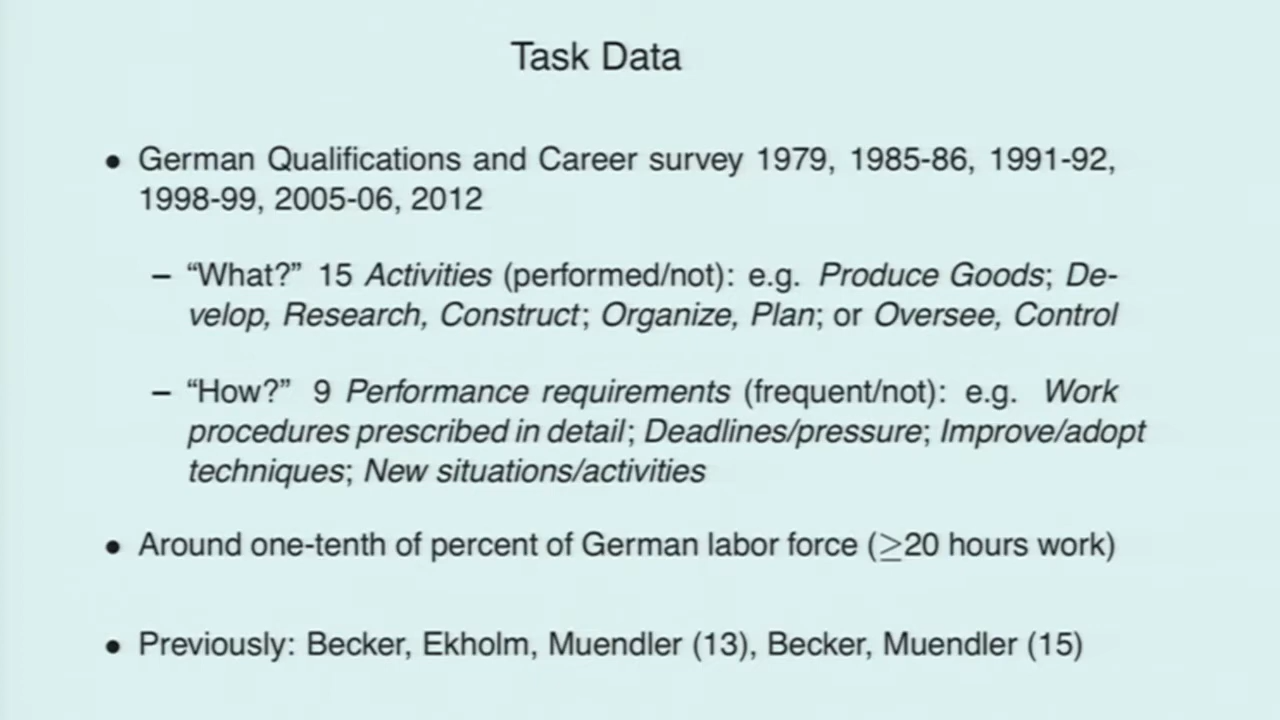 Task Data
• German Qualifications and Career survey 1979, 1985-86, 1991-92,
1998-99, 2005-06, 2012
– “What?” 15 Activities (performed/not): e.g. Produce Goods; De-
velop, Research, Construct; Organize, Plan; or Oversee, Control
– “How?” 9 Performance requirements (frequent/not): e.g. Work
procedures prescribed in detail; Deadlines/pressure; Improve/adopt
techniques; New situations/activities
• Around one-tenth of percent of German labor force (≥20 hours work)
• Previously: Becker, Ekholm, Muendler (13), Becker, Muendler (15)